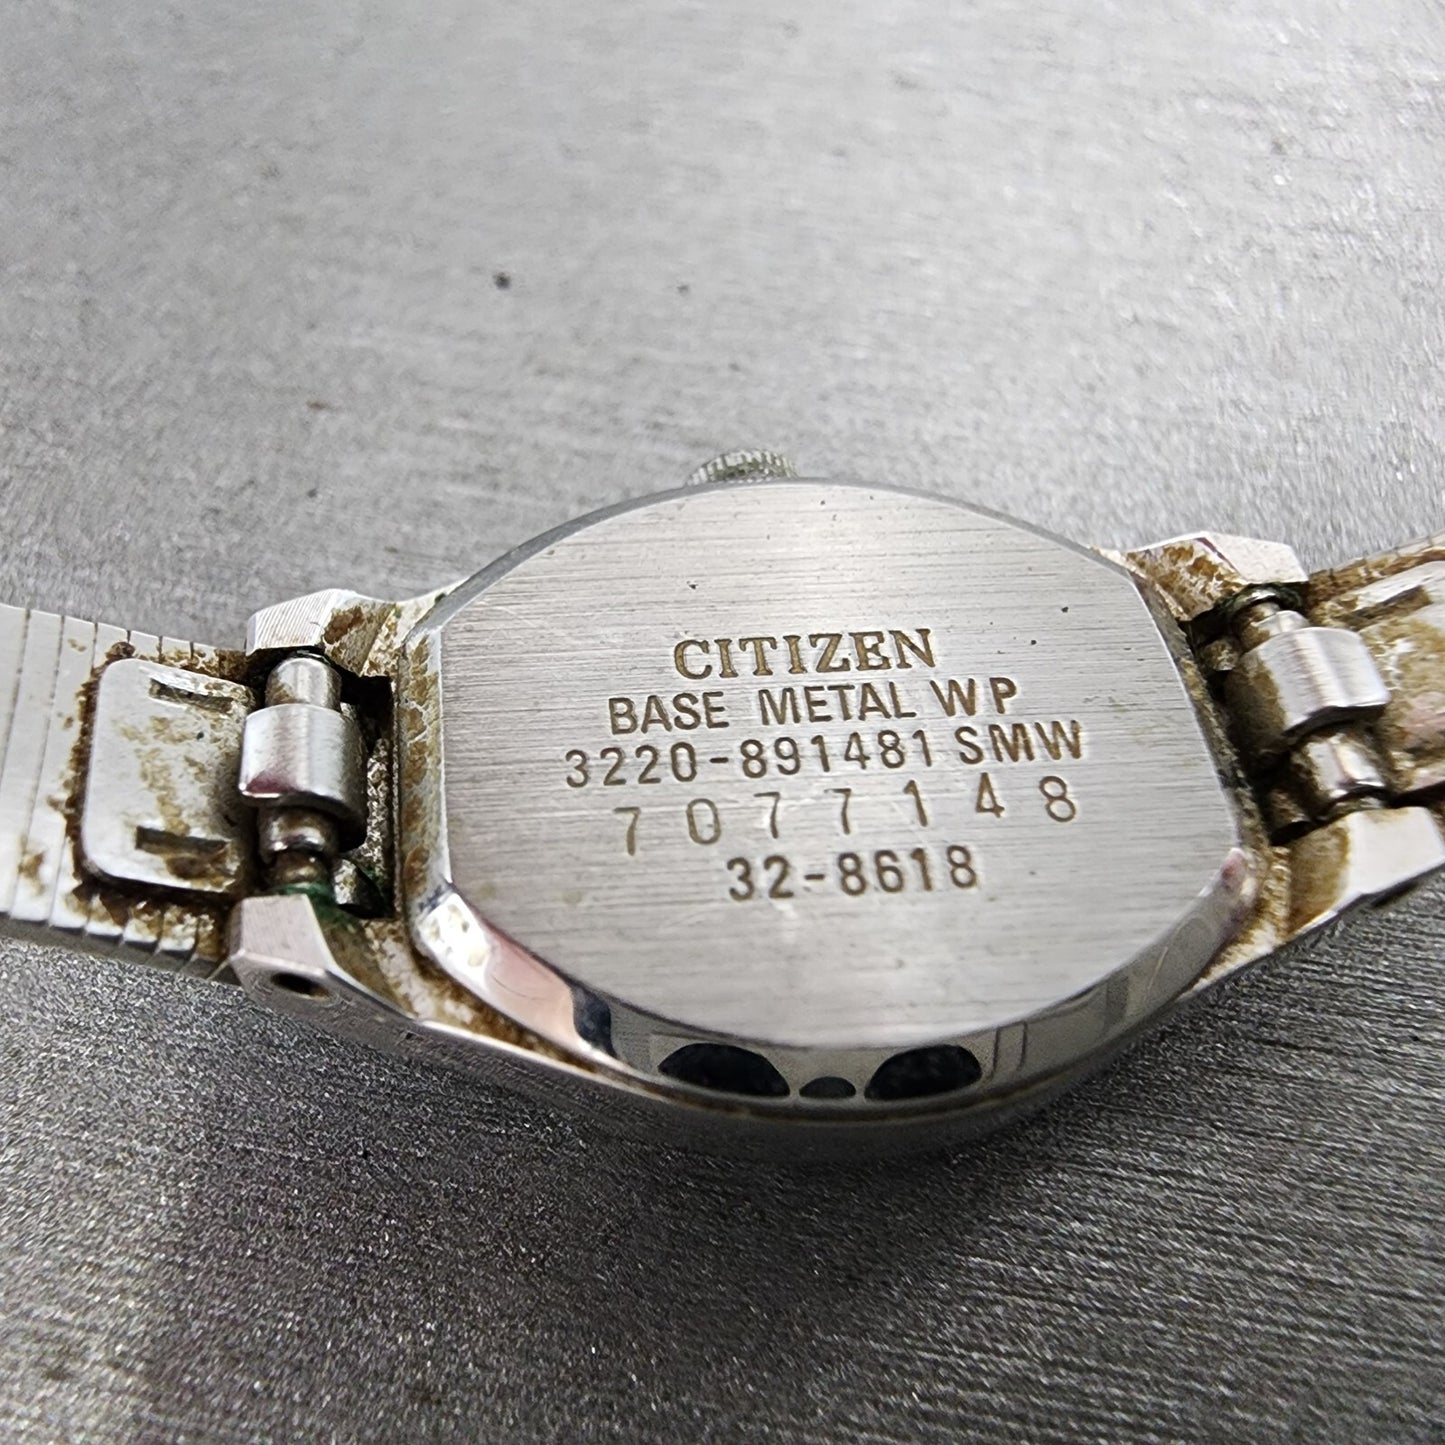 CITIZEN
BASE METAL WP
3220-891481 SMW
7077148
32-8618